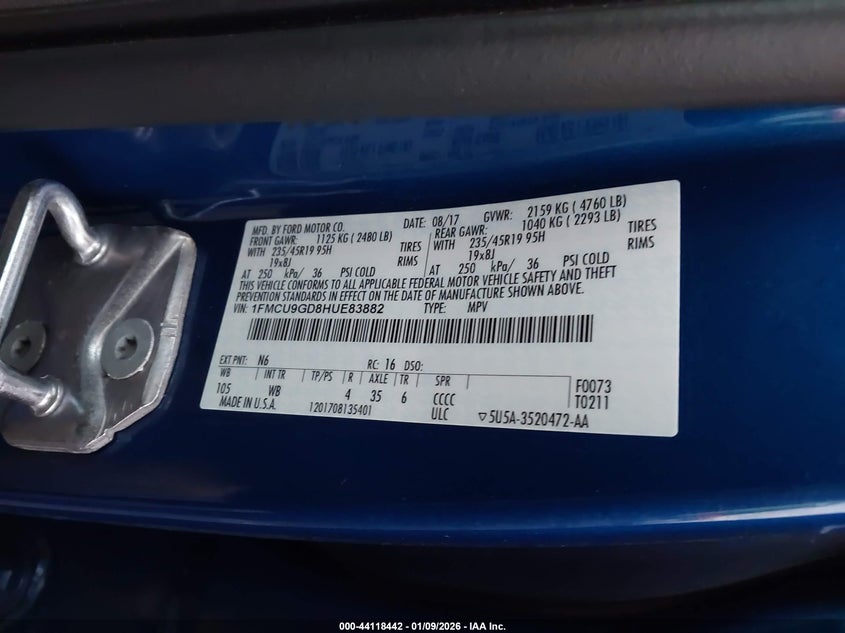 MFD. BY FORD MOTOR CO. 08/17 GVWR: 2159 KG ( 4760 LB)
FRONT GAWR: 1125 KG ( 2480 LB) REAR GAWR: 1040 KG ( 2293 LB)
WITH 235/45R19 95H TIRES WITH 235/45R19 95H TIRES
19x8J RIMS 19x8J RIMS
AT 250 kPa/ 36 PSI COLD AT 250 kPa/ 36 PSI COLD
THIS VEHICLE CONFORMS TO ALL APPLICABLE FEDERAL MOTOR VEHICLE SAFETY AND THEFT
PREVENTION STANDARDS IN EFFECT ON THE DATE OF MANUFACTURE SHOWN ABOVE.
VIN: 1FMCU9GD8HUE83882 TYPE: MPV
EXT PNT: N6 RC: 16 DSO:
WB INT TR TP/PS R AXLE TR SPR F0073
105 WB 4 35 6 CCCC T0211
MADE IN U.S.A. 1201708135401 ULC ▽5U5A-3520472-AA
000-44118442 - 01/09/2026 - IAA Inc.